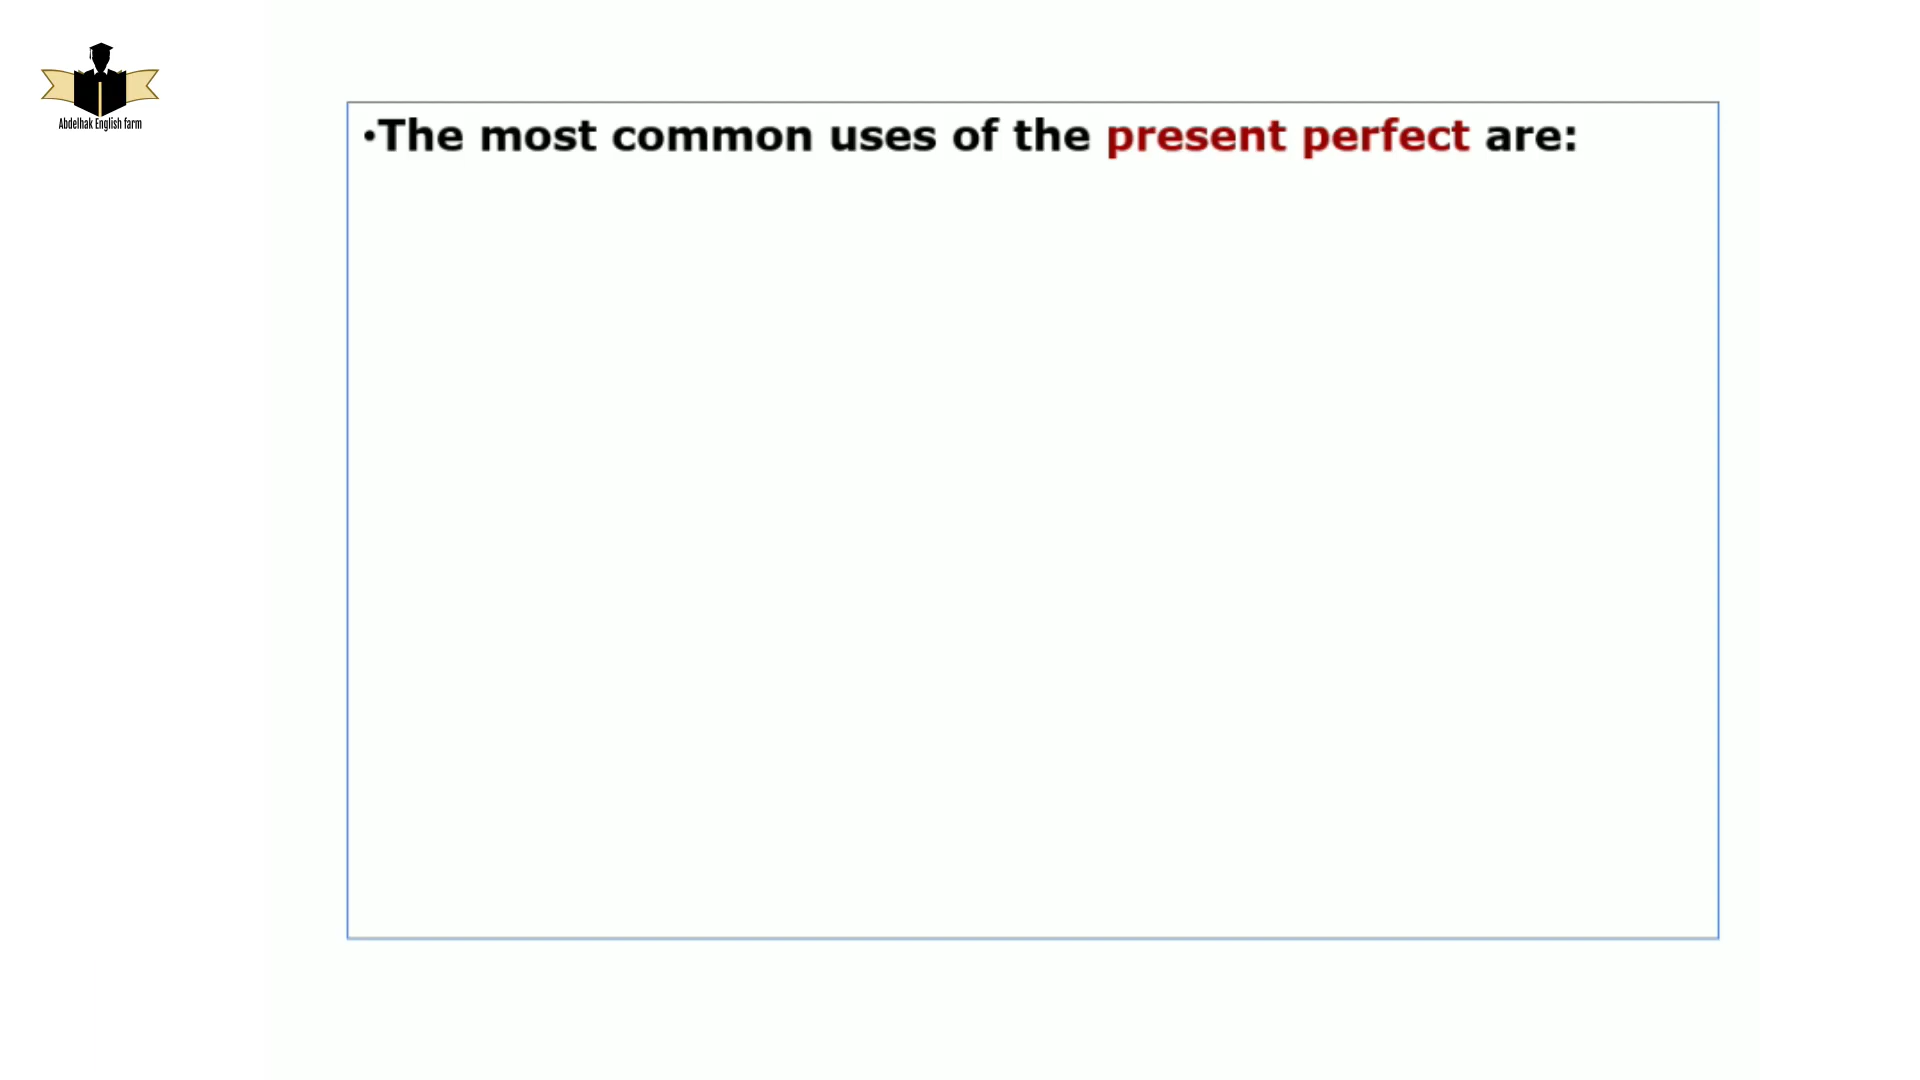 Abdelhak English farm
•The most common uses of the present perfect are: